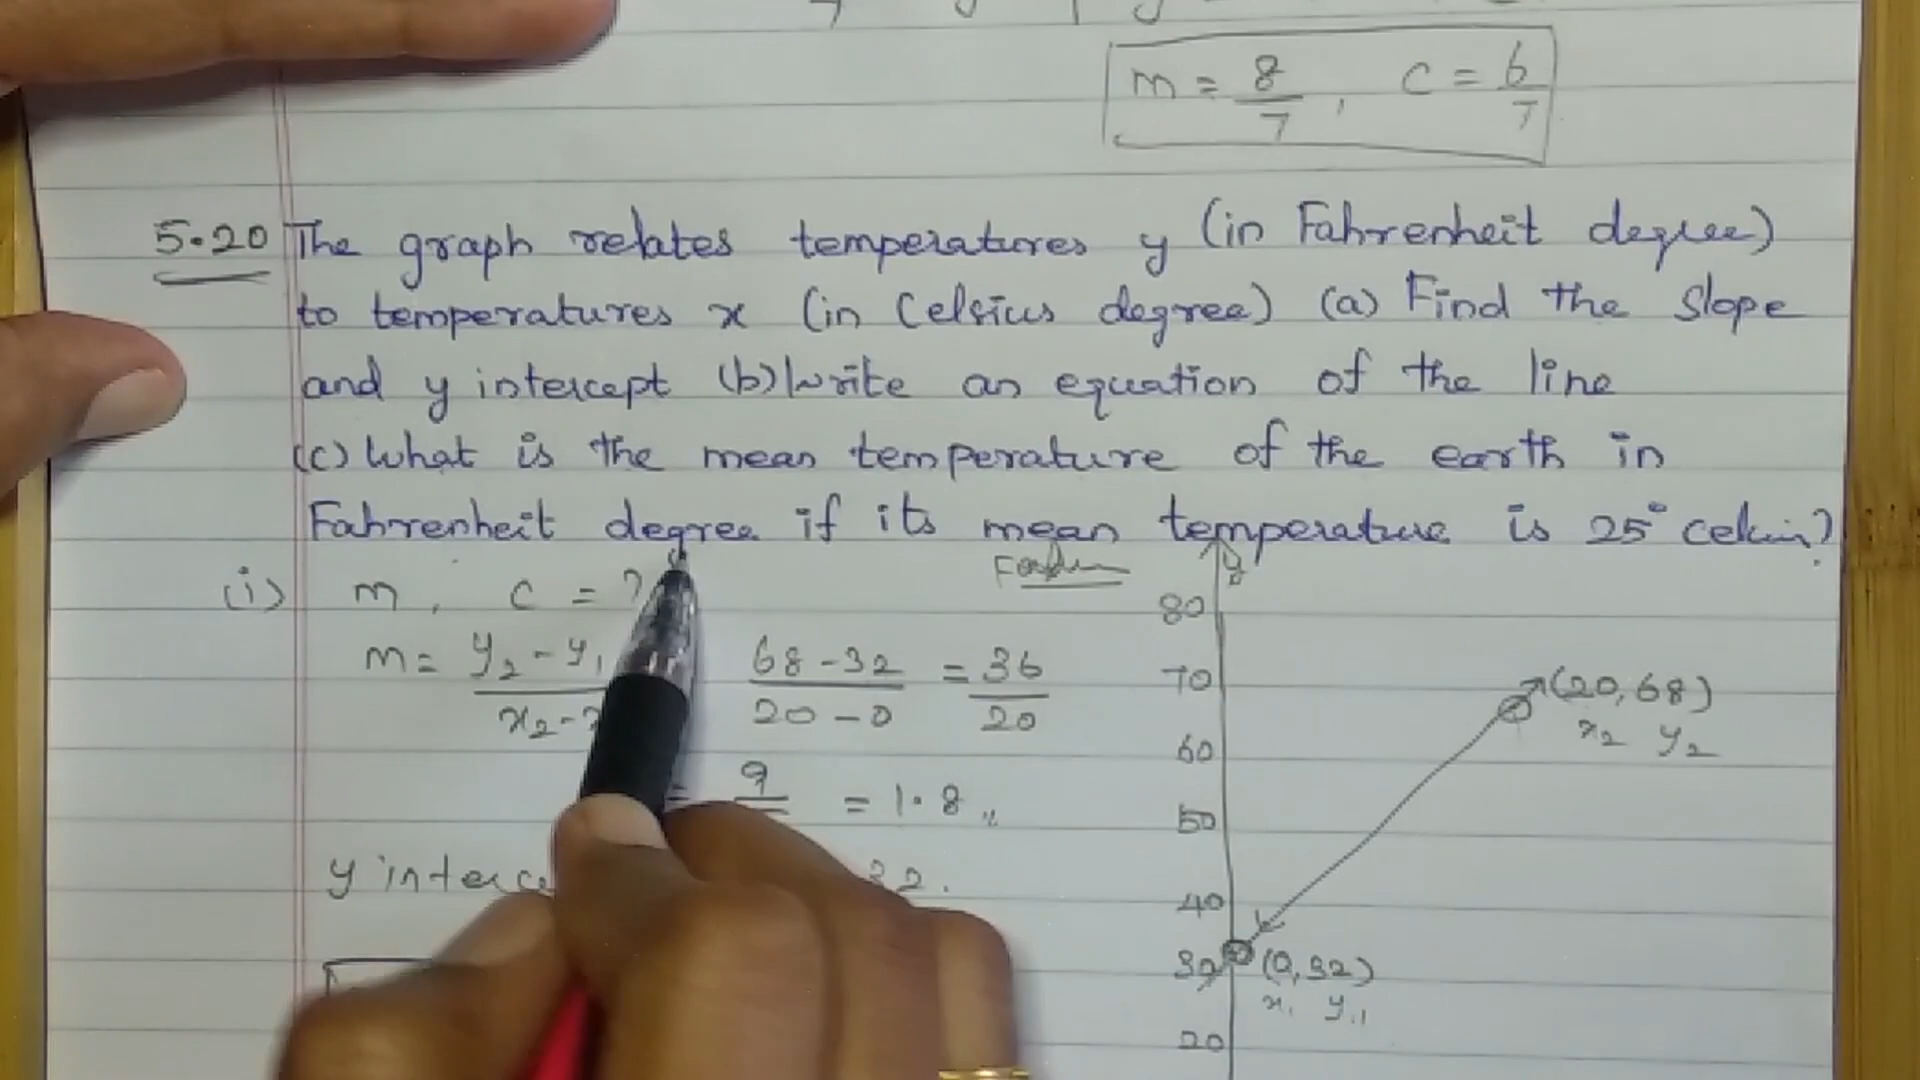 m = 8/7, c = 6/7
5.20 The graph relates temperatures y (in Fahrenheit degree)
to temperatures x (in Celsius degree) (a) Find the Slope
and y intercept (b) Write an equation of the line
(c) What is the mean temperature of the earth in
Fahrenheit degree if its mean temperature is 25°
(i) m, c = ?
m = y2 - y1 68 - 32 / 20 - 0 = 36/20
x2 -
= 9 = 1.8
y interce 32.
y
80
70
60
50
40
30
20
(20, 68)
x2 y2
(0, 32)
x1 y1